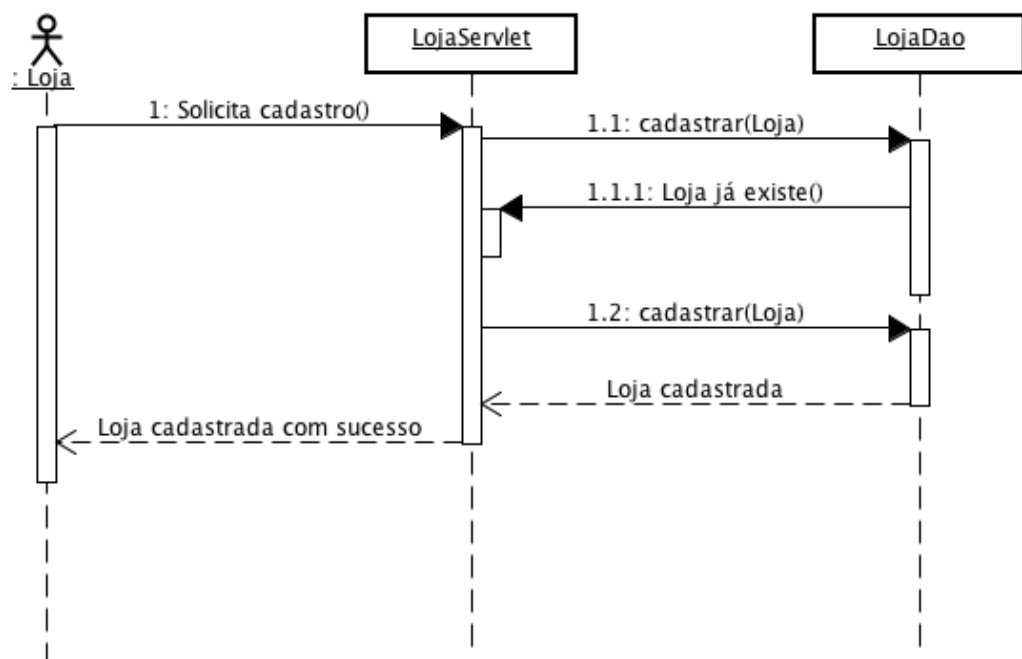 LojaServlet
LojaDao
: Loja
1: Solicita cadastro()
1.1: cadastrar(Loja)
1.1.1: Loja já existe()
1.2: cadastrar(Loja)
Loja cadastrada
Loja cadastrada com sucesso